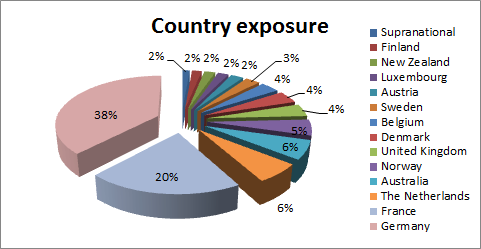 Country exposure
2%
2%
2%
2%
2%
3%
4%
4%
4%
5%
6%
6%
20%
38%
Supranational
Finland
New Zealand
Luxembourg
Austria
Sweden
Belgium
Denmark
United Kingdom
Norway
Australia
The Netherlands
France
Germany